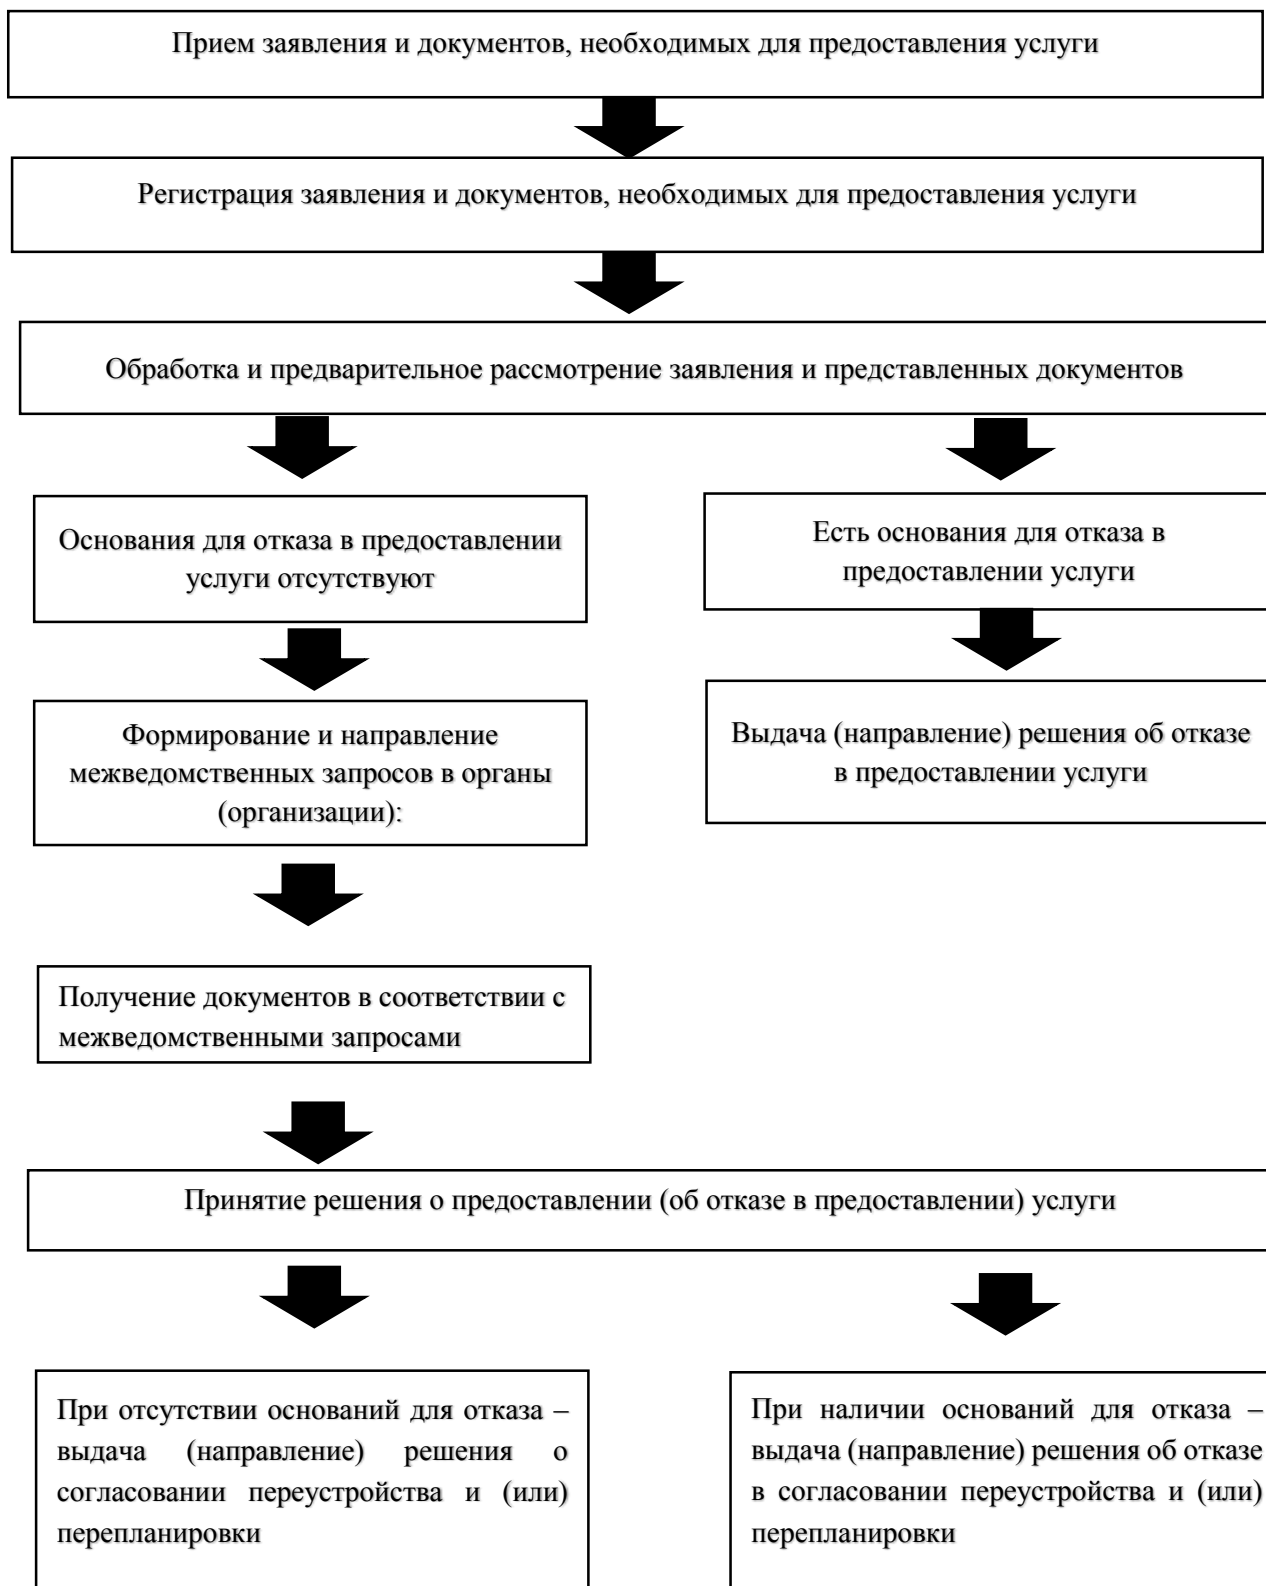 Прием заявления и документов, необходимых для предоставления услуги
Регистрация заявления и документов, необходимых для предоставления услуги
Обработка и предварительное рассмотрение заявления и представленных документов
Основания для отказа в предоставлении
услуги отсутствуют
Есть основания для отказа в
предоставлении услуги
Формирование и направление
межведомственных запросов в органы
(организации):
Выдача (направление) решения об отказе
в предоставлении услуги
Получение документов в соответствии с
межведомственными запросами
Принятие решения о предоставлении (об отказе в предоставлении) услуги
При отсутствии оснований для отказа –
выдача (направление) решения о
согласовании переустройства и (или)
перепланировки
При наличии оснований для отказа –
выдача (направление) решения об отказе
в согласовании переустройства и (или)
перепланировки